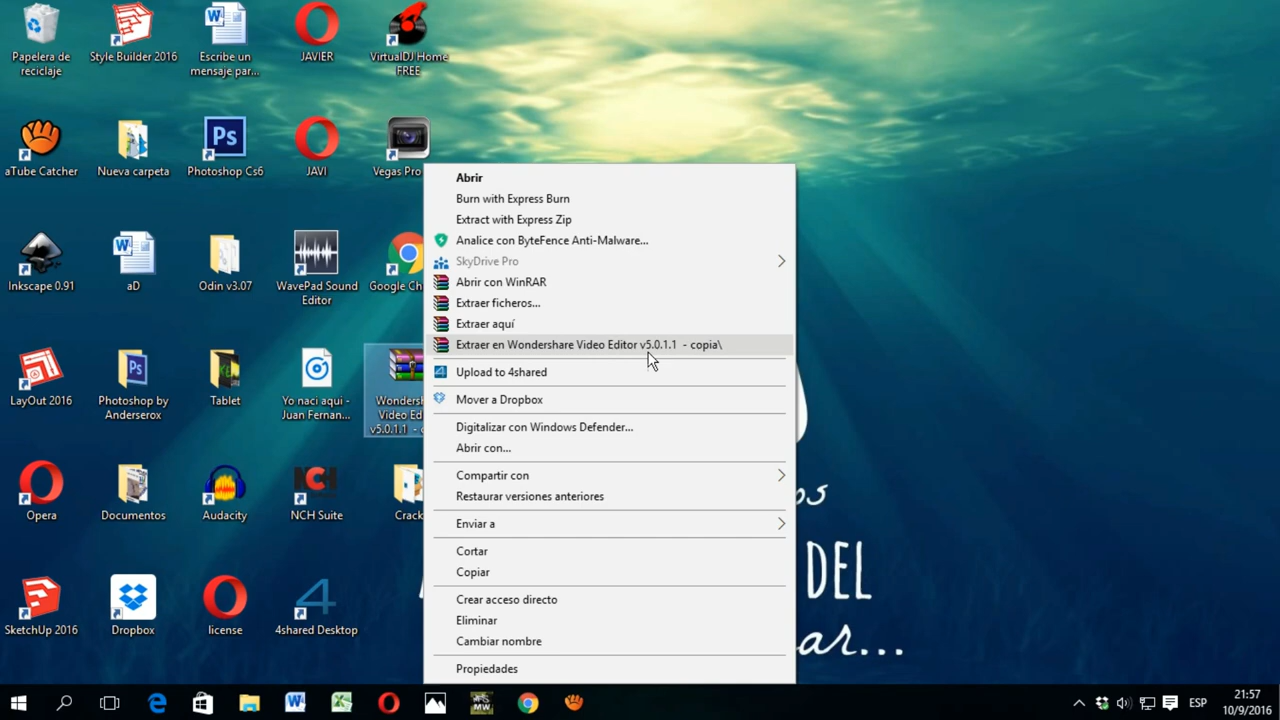 Papelera de
reciclaje
Style Builder 2016
Escribe un
mensaje par...
JAVIER
VirtualDJ Home
FREE
aTube Catcher
Nueva carpeta
Ps
Photoshop Cs6
JAVI
Vegas Pro
Inkscape 0.91
aD
Odin v3.07
WavePad Sound
Editor
Google Ch
LayOut 2016
Photoshop by
Anderserox
Tablet
Yo naci aqui -
Juan Fernan...
Wondersh
Video Ed
v5.0.1.1 - c
Opera
Documentos
Audacity
NCH
NCH Suite
Crack
SketchUp 2016
Dropbox
license
4shared Desktop
Abrir
Burn with Express Burn
Extract with Express Zip
Analice con ByteFence Anti-Malware...
SkyDrive Pro
Abrir con WinRAR
Extraer ficheros...
Extraer aquí
Extraer en Wondershare Video Editor v5.0.1.1 - copia\
Upload to 4shared
Mover a Dropbox
Digitalizar con Windows Defender...
Abrir con...
Compartir con
Restaurar versiones anteriores
Enviar a
Cortar
Copiar
Crear acceso directo
Eliminar
Cambiar nombre
Propiedades
os
DEL
ar...
MW
ESP
21:57
10/9/2016